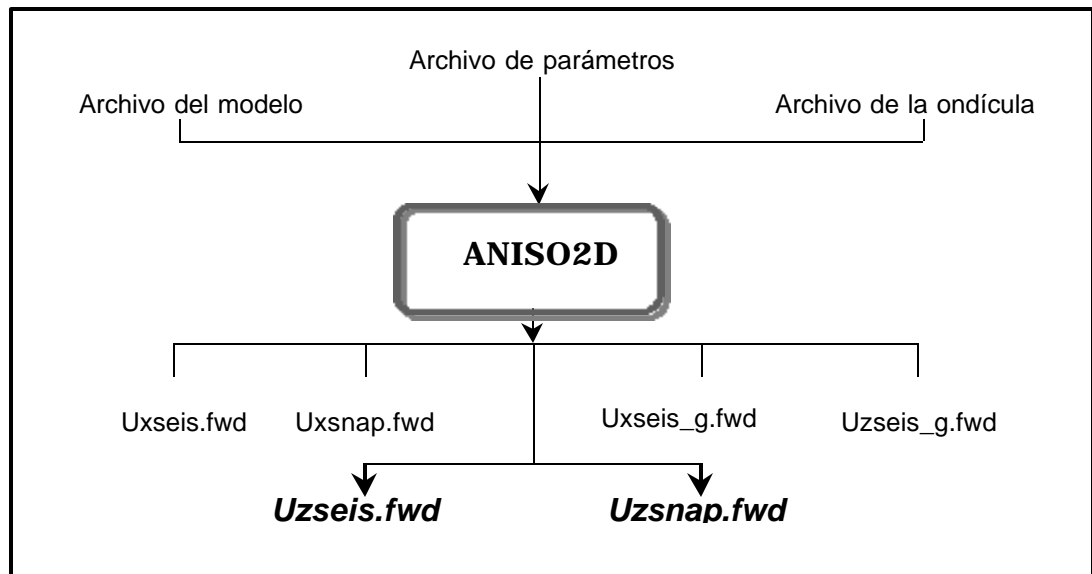 Archivo de parámetros
Archivo del modelo
Archivo de la ondícula
ANISO2D
Uxseis.fwd
Uxsnap.fwd
Uxseis_g.fwd
Uzseis_g.fwd
Uzseis.fwd
Uzsnap.fwd